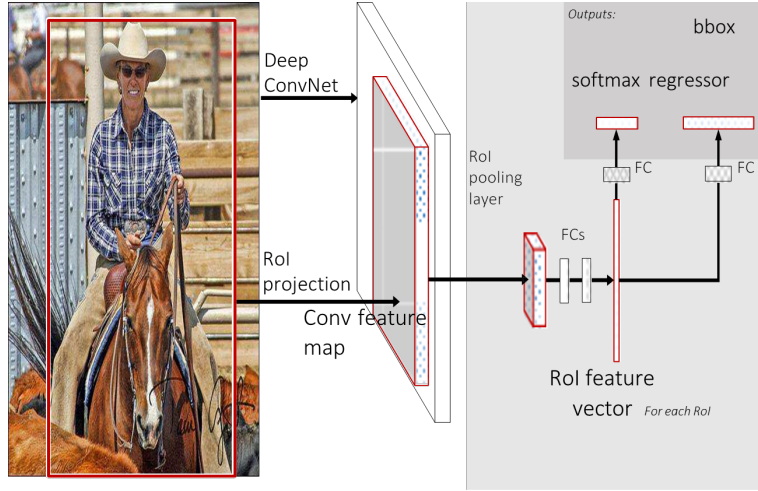 Outputs:
bbox
softmax regressor
Deep
ConvNet
RoI
pooling
layer
FC
FC
FCs
RoI
projection
Conv feature
map
RoI feature
vector For each RoI